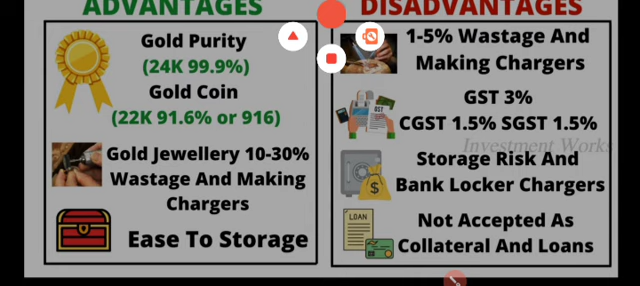 ADVANTAGES
Gold Purity
(24K 99.9%)
Gold Coin
(22K 91.6% or 916)
Gold Jewellery 10-30%
Wastage And Making
Chargers
Ease To Storage
DISADVANTAGES
1-5% Wastage And
Making Chargers
GST 3%
GST
CGST 1.5% SGST 1.5%
Investment Works
Storage Risk And
Bank Locker Chargers
LOAN
Not Accepted As
Collateral And Loans